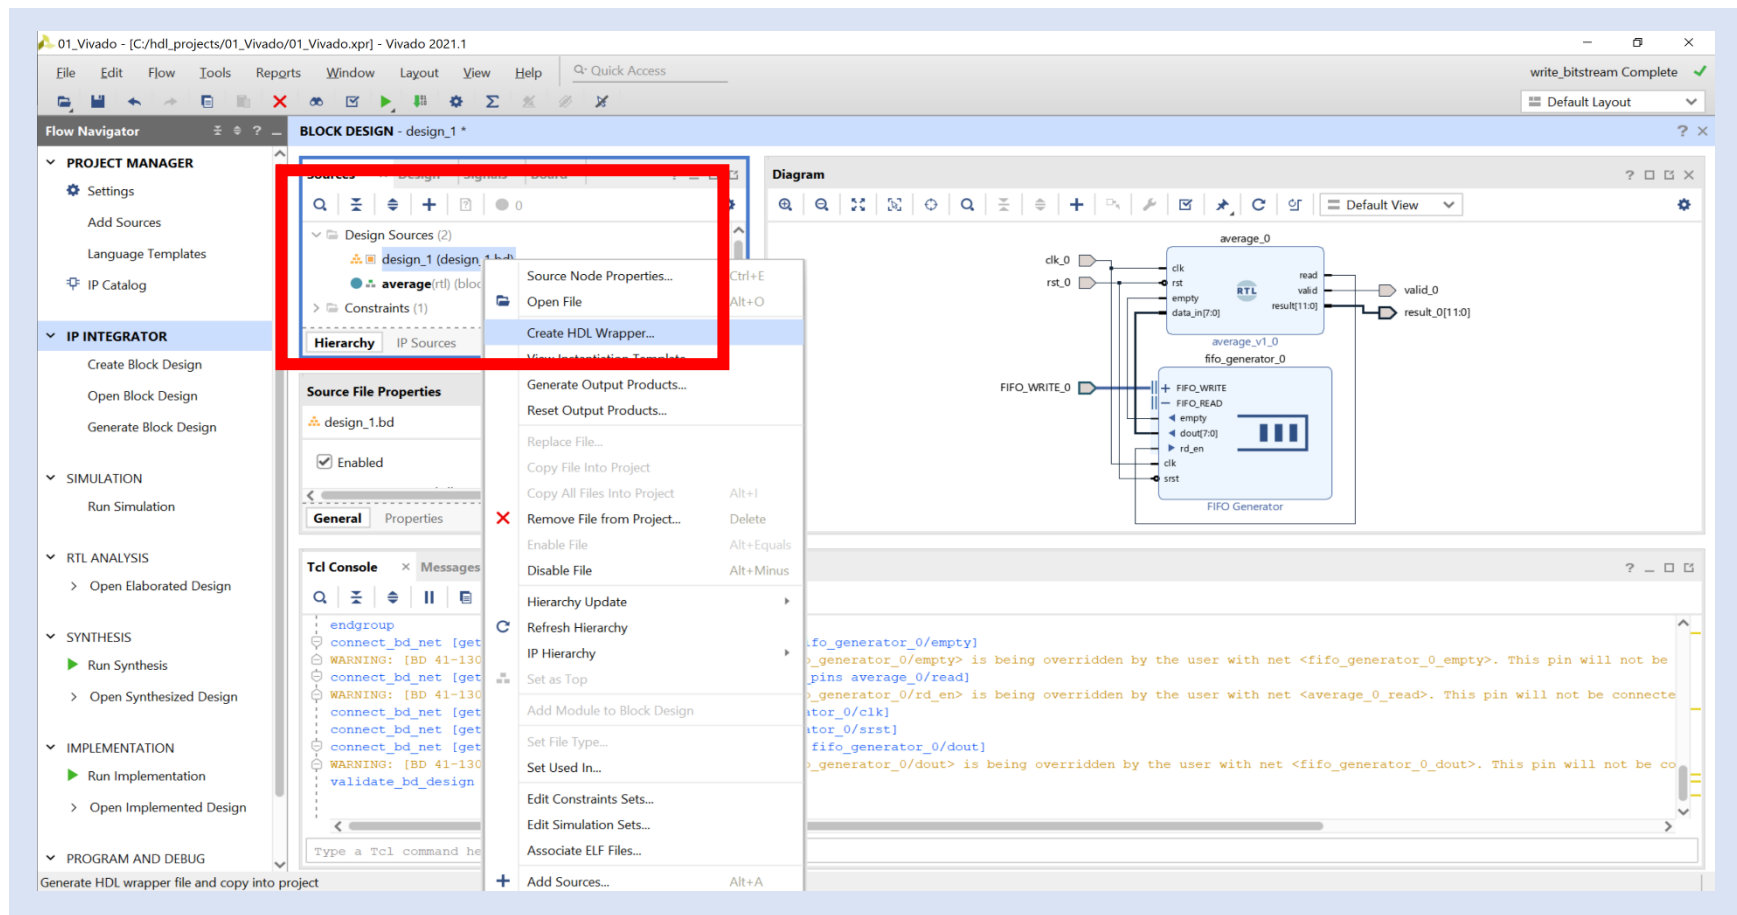 01_Vivado - [C:/hdl_projects/01_Vivado/01_Vivado.xpr] - Vivado 2021.1
File Edit Flow Tools Reports Window Layout View Help Quick Access
write_bitstream Complete
Default Layout
Flow Navigator
BLOCK DESIGN - design_1 *
PROJECT MANAGER
Settings
Add Sources
Language Templates
IP Catalog
IP INTEGRATOR
Create Block Design
Open Block Design
Generate Block Design
SIMULATION
Run Simulation
RTL ANALYSIS
Open Elaborated Design
SYNTHESIS
Run Synthesis
Open Synthesized Design
IMPLEMENTATION
Run Implementation
Open Implemented Design
PROGRAM AND DEBUG
Generate HDL wrapper file and copy into project
Sources Design Signals Board
0
Design Sources (2)
design_1 (design_1.bd)
average(rtl) (bloc
Constraints (1)
Hierarchy IP Sources
Source File Properties
design_1.bd
Enabled
General Properties
Source Node Properties... Ctrl+E
Open File Alt+O
Create HDL Wrapper...
View Instantiation Template
Generate Output Products...
Reset Output Products...
Replace File...
Copy File Into Project
Copy All Files Into Project Alt+I
Remove File from Project... Delete
Enable File Alt+Equals
Disable File Alt+Minus
Hierarchy Update
Refresh Hierarchy
IP Hierarchy
Set as Top
Add Module to Block Design
Set File Type...
Set Used In...
Edit Constraints Sets...
Edit Simulation Sets...
Associate ELF Files...
Add Sources... Alt+A
Diagram
Default View
average_0
clk_0
rst_0
clk
rst
empty
data_in[7:0]
RTL
read
valid
result[11:0]
valid_0
result_0[11:0]
average_v1_0
fifo_generator_0
FIFO_WRITE_0
FIFO_WRITE
FIFO_READ
empty
dout[7:0]
rd_en
clk
srst
FIFO Generator
Tcl Console Messages
endgroup
connect_bd_net [get fo_generator_0/empty]
WARNING: [BD 41-130 _generator_0/empty> is being overridden by the user with net <fifo_generator_0_empty>. This pin will not be
connect_bd_net [get _pins average_0/read]
WARNING: [BD 41-130 _generator_0/rd_en> is being overridden by the user with net <average_0_read>. This pin will not be connecte
connect_bd_net [get tor_0/clk]
connect_bd_net [get tor_0/srst]
connect_bd_net [get fifo_generator_0/dout]
WARNING: [BD 41-130 _generator_0/dout> is being overridden by the user with net <fifo_generator_0_dout>. This pin will not be co
validate_bd_design
Type a Tcl command he